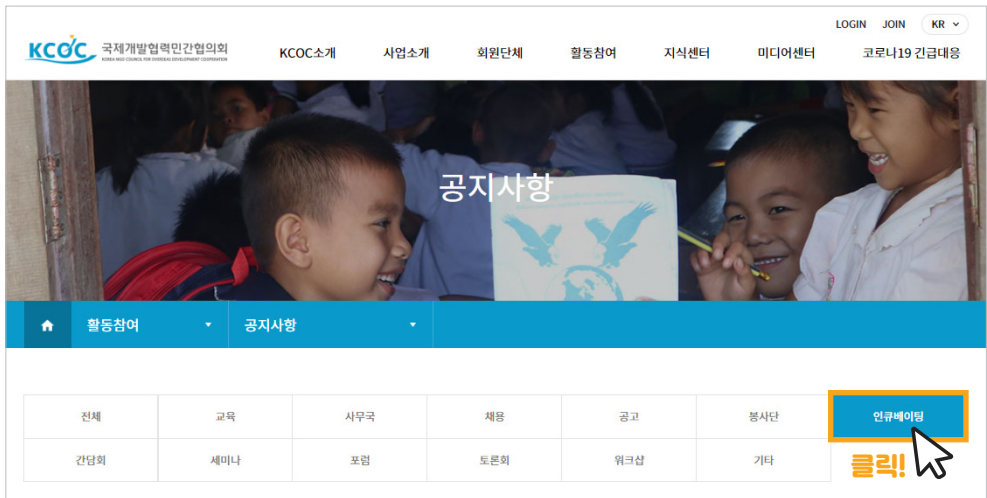 LOGIN JOIN KR
KCOC 국제개발협력민간협의회
KOREA NGO COUNCIL FOR OVERSEAS DEVELOPMENT COOPERATION
KCOC소개 사업소개 회원단체 활동참여 지식센터 미디어센터 코로나19 긴급대응
공지사항
활동참여 공지사항
전체 교육 사무국 채용 공고 봉사단 인큐베이팅
간담회 세미나 포럼 토론회 워크샵 기타
클릭!